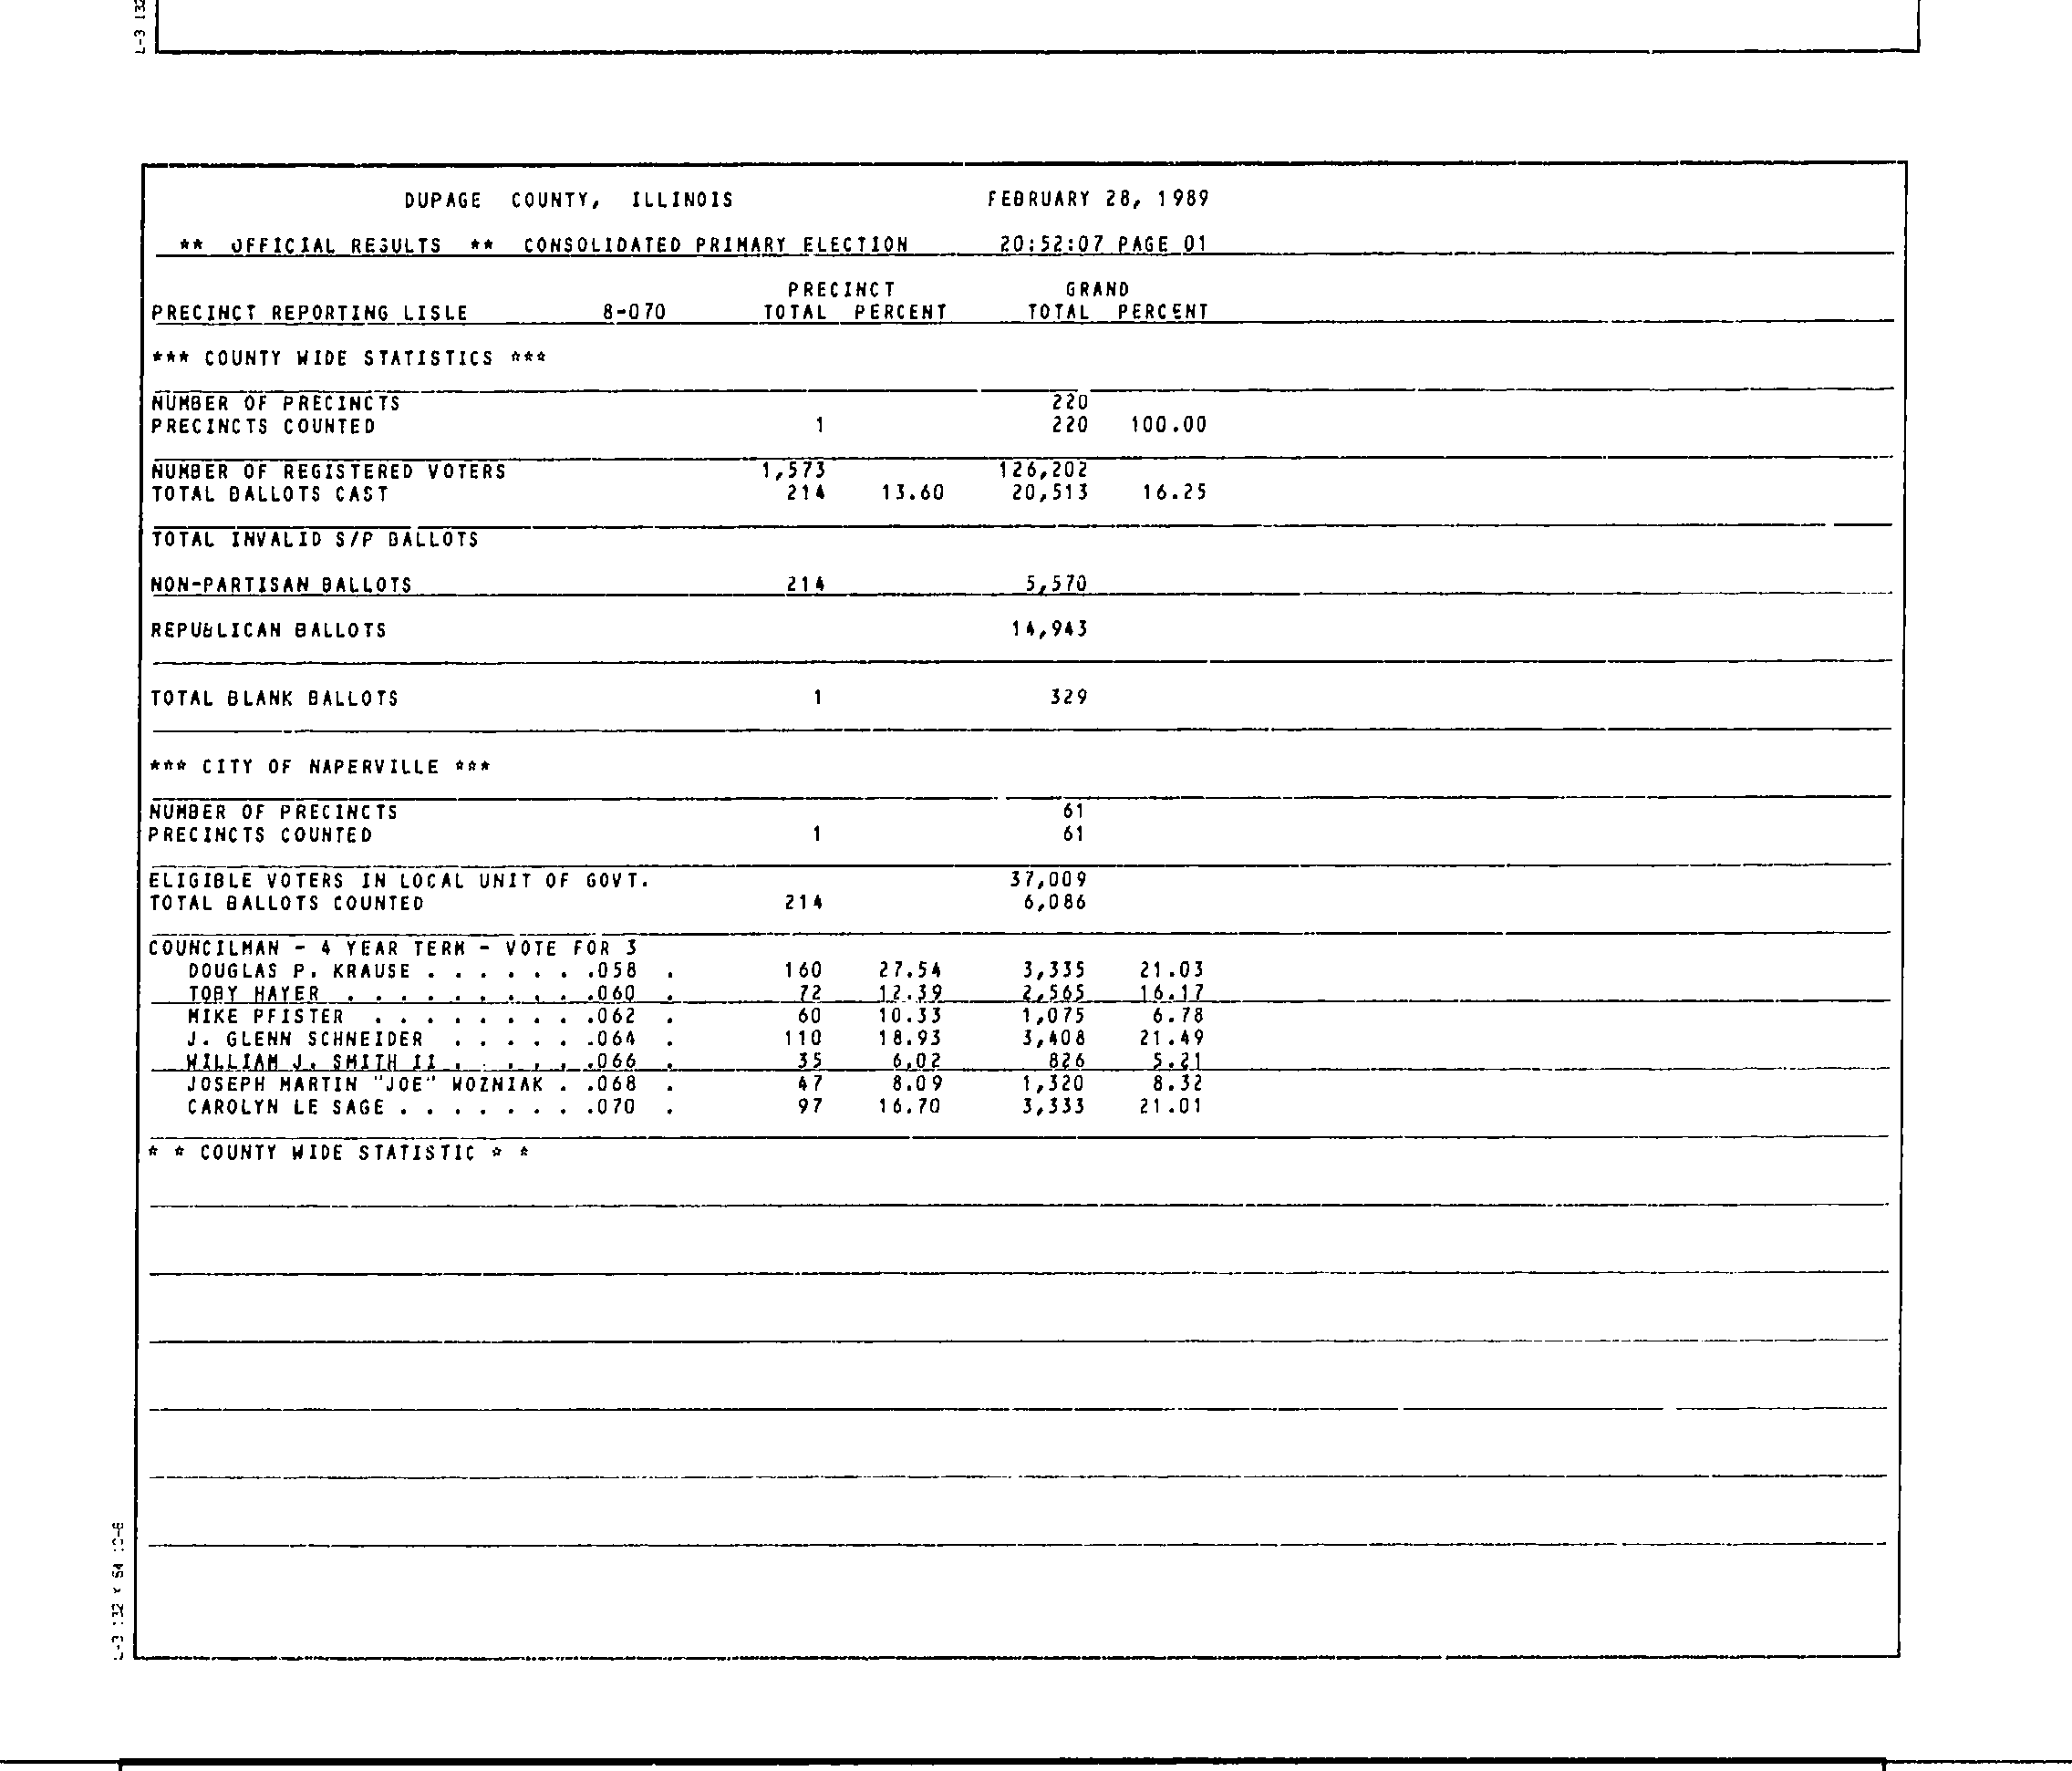 L-3 132
DUPAGE COUNTY, ILLINOIS FEBRUARY 28, 1989
** OFFICIAL RESULTS ** CONSOLIDATED PRIMARY ELECTION 20:52:07 PAGE 01
PRECINCT GRAND
PRECINCT REPORTING LISLE 8-070 TOTAL PERCENT TOTAL PERCENT
*** COUNTY WIDE STATISTICS ***
NUMBER OF PRECINCTS 220
PRECINCTS COUNTED 1 220 100.00
NUMBER OF REGISTERED VOTERS 1,573 126,202
TOTAL BALLOTS CAST 214 13.60 20,513 16.25
TOTAL INVALID S/P BALLOTS
NON-PARTISAN BALLOTS 214 5,570
REPUBLICAN BALLOTS 14,943
TOTAL BLANK BALLOTS 1 329
*** CITY OF NAPERVILLE ***
NUMBER OF PRECINCTS 61
PRECINCTS COUNTED 1 61
ELIGIBLE VOTERS IN LOCAL UNIT OF GOVT. 37,009
TOTAL BALLOTS COUNTED 214 6,086
COUNCILMAN - 4 YEAR TERM - VOTE FOR 3
DOUGLAS P. KRAUSE . . . . . . .058 . 160 27.54 3,335 21.03
TOBY HAYER . . . . . . . . . .060 . 72 12.39 2,565 16.17
MIKE PFISTER . . . . . . . . .062 . 60 10.33 1,075 6.78
J. GLENN SCHNEIDER . . . . . .064 . 110 18.93 3,408 21.49
WILLIAM J. SMITH II . . . . . .066 . 35 6.02 826 5.21
JOSEPH MARTIN "JOE" WOZNIAK . .068 . 47 8.09 1,320 8.32
CAROLYN LE SAGE . . . . . . . .070 . 97 16.70 3,333 21.01
* * COUNTY WIDE STATISTIC * *